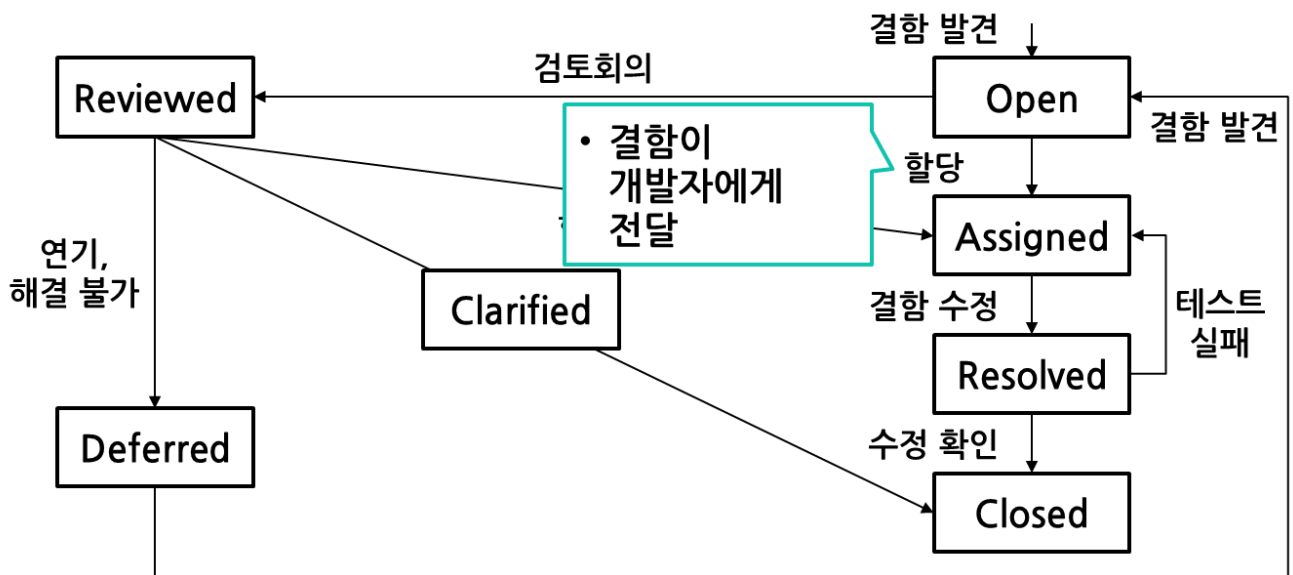 결함 발견
Reviewed
검토회의
Open
결함 발견
• 결함이
개발자에게
전달
할당
Assigned
연기,
해결 불가
Clarified
결함 수정
테스트
실패
Resolved
Deferred
수정 확인
Closed